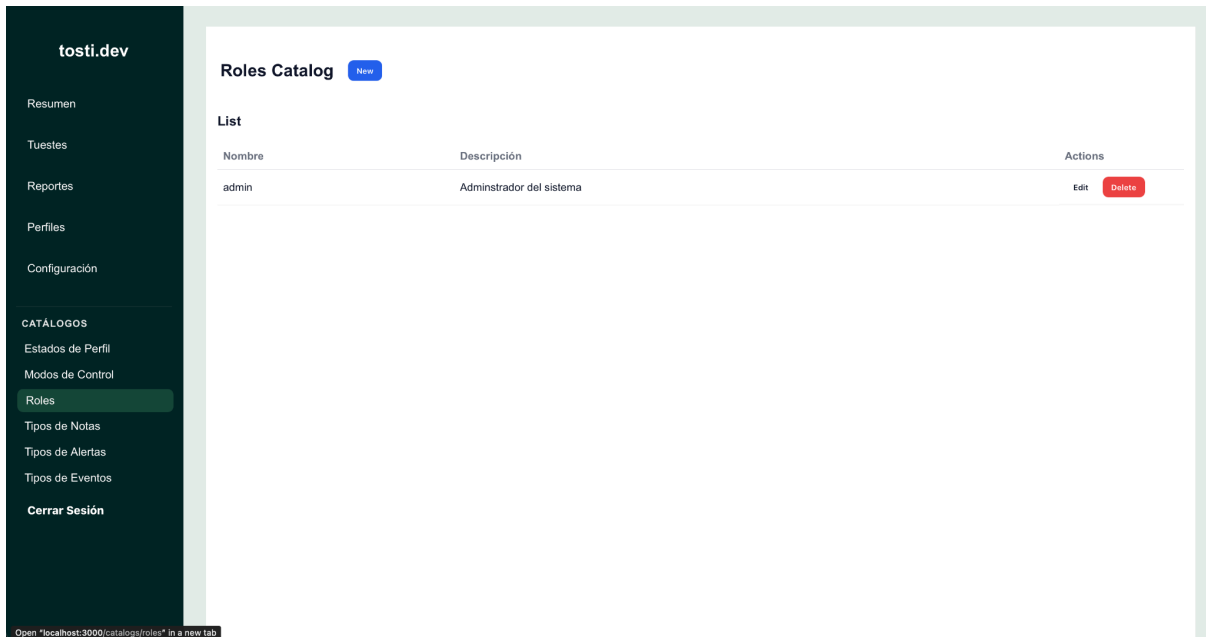 tosti.dev
Resumen
Tuestes
Reportes
Perfiles
Configuración
CATÁLOGOS
Estados de Perfil
Modos de Control
Roles
Tipos de Notas
Tipos de Alertas
Tipos de Eventos
Cerrar Sesión
Roles Catalog New
List
Nombre Descripción Actions
admin Adminstrador del sistema Edit Delete
Open "localhost:3000/catalogs/roles" in a new tab